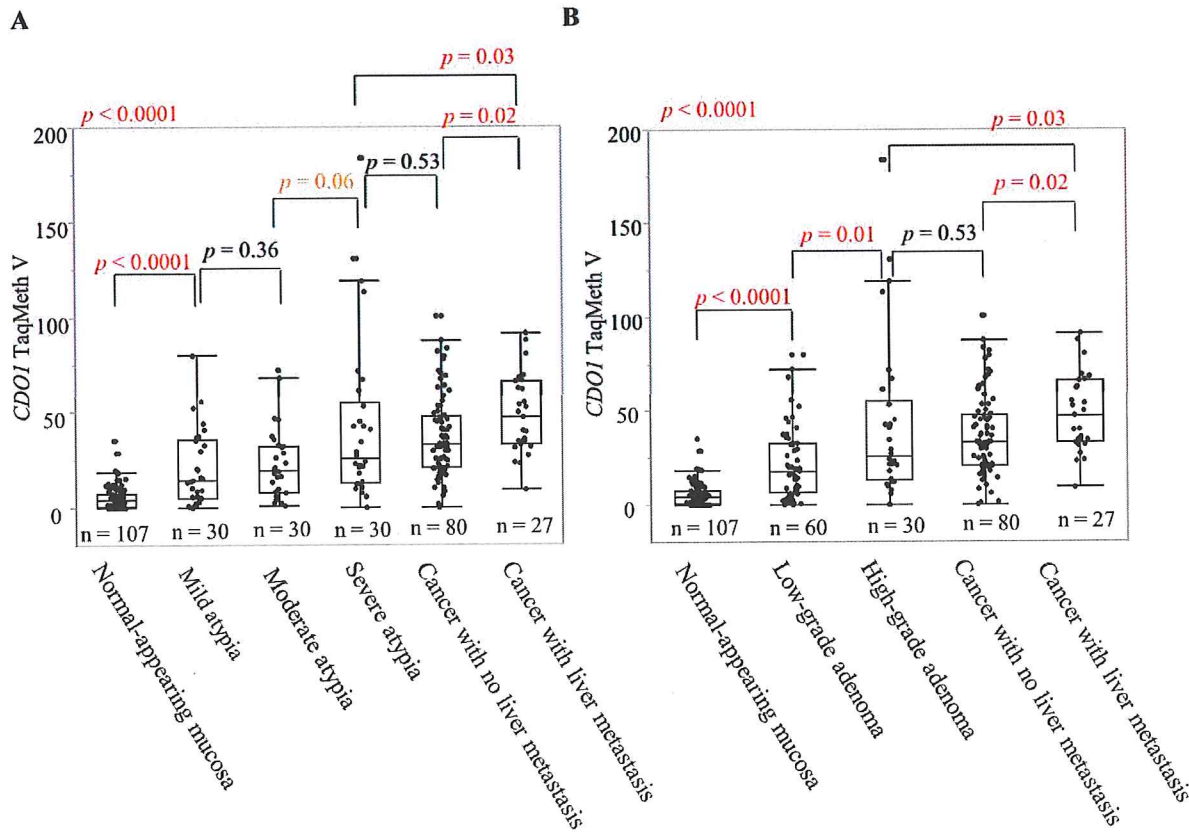 A
p = 0.03
p < 0.0001
p = 0.02
p = 0.53
p = 0.06
p = 0.36
p < 0.0001
CDO1 TaqMeth V
200
150
100
50
0
n = 107
n = 30
n = 30
n = 30
n = 80
n = 27
Normal-appearing mucosa
Mild atypia
Moderate atypia
Severe atypia
Cancer with no liver metastasis
Cancer with liver metastasis
B
p < 0.0001
p = 0.03
p = 0.02
p = 0.01
p = 0.53
p < 0.0001
CDO1 TaqMeth V
200
150
100
50
0
n = 107
n = 60
n = 30
n = 80
n = 27
Normal-appearing mucosa
Low-grade adenoma
High-grade adenoma
Cancer with no liver metastasis
Cancer with liver metastasis